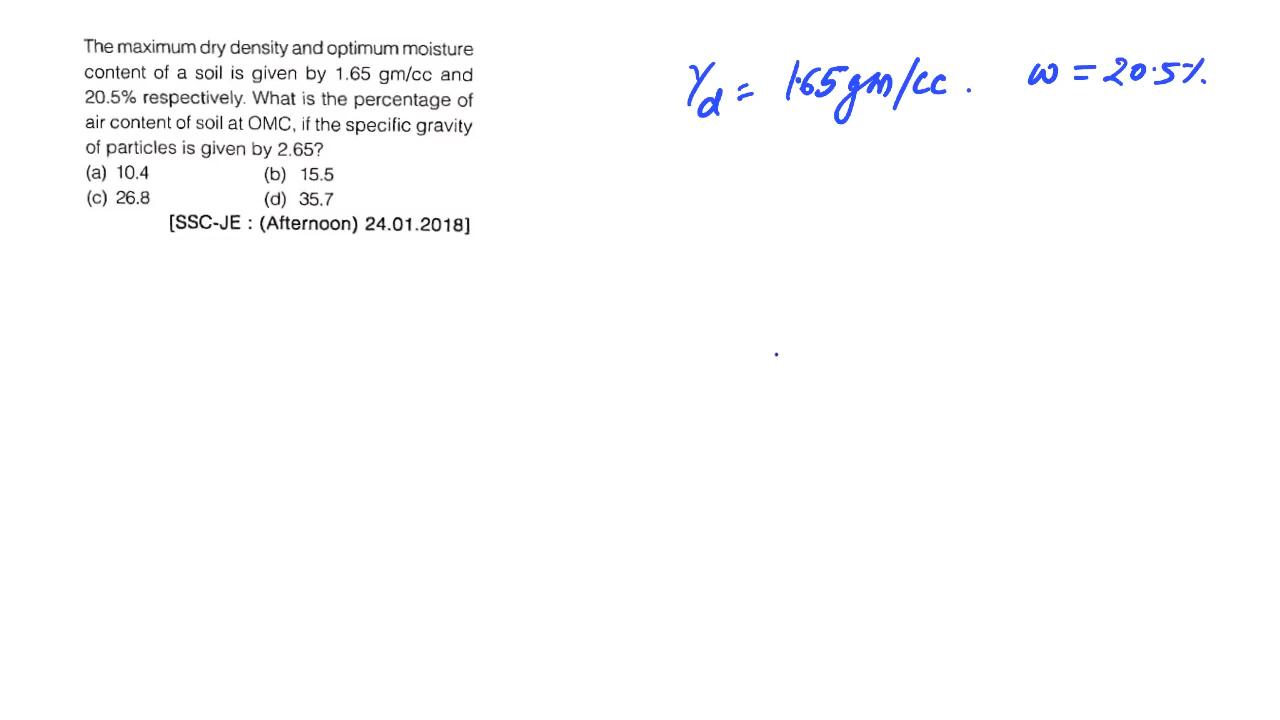 The maximum dry density and optimum moisture
content of a soil is given by 1.65 gm/cc and
20.5% respectively. What is the percentage of
air content of soil at OMC, if the specific gravity
of particles is given by 2.65?
(a) 10.4 (b) 15.5
(c) 26.8 (d) 35.7
[SSC-JE : (Afternoon) 24.01.2018]
γd = 1.65 gm/cc . w = 20.5%.